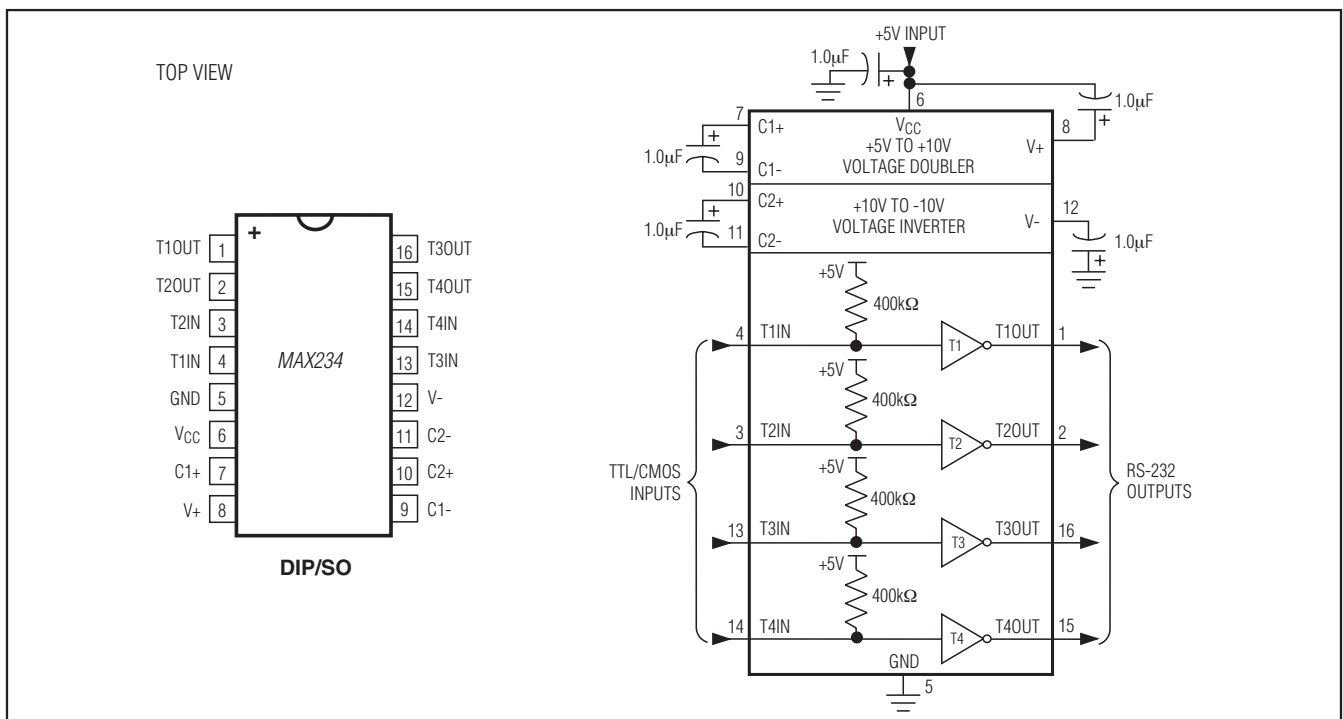 TOP VIEW
+
T1OUT 1
T2OUT 2
T2IN 3
T1IN 4
GND 5
VCC 6
C1+ 7
V+ 8
MAX234
16 T3OUT
15 T4OUT
14 T4IN
13 T3IN
12 V-
11 C2-
10 C2+
9 C1-
DIP/SO
+5V INPUT
1.0μF
+
6
1.0μF
+
7 C1+
+
1.0μF
9 C1-
VCC
+5V TO +10V
VOLTAGE DOUBLER
V+ 8
10 C2+
+
1.0μF
11 C2-
+10V TO -10V
VOLTAGE INVERTER
V- 12
1.0μF
+
TTL/CMOS
INPUTS
+5V
400kΩ
4 T1IN T1 T1OUT 1
+5V
400kΩ
3 T2IN T2 T2OUT 2
+5V
400kΩ
13 T3IN T3 T3OUT 16
+5V
400kΩ
14 T4IN T4 T4OUT 15
RS-232
OUTPUTS
GND
5